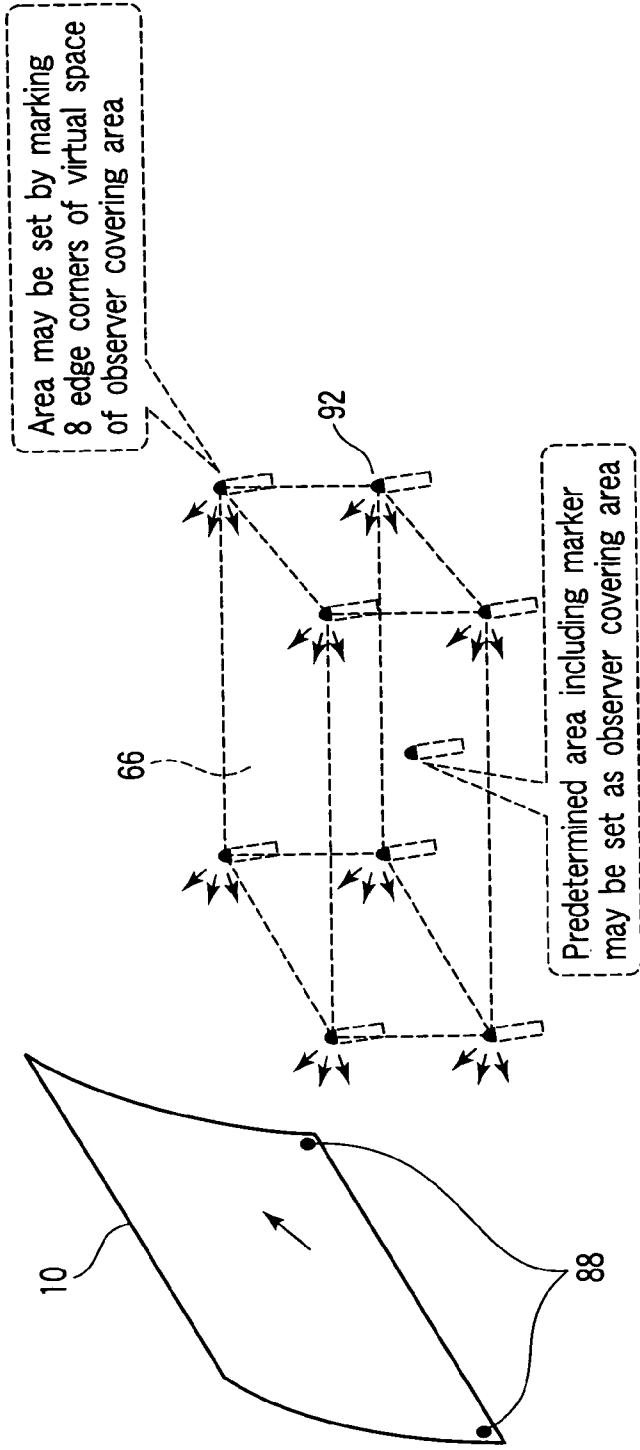 Area may be set by marking
8 edge corners of virtual space
of observer covering area
92
66
10
88
Predetermined area including marker
may be set as observer covering area